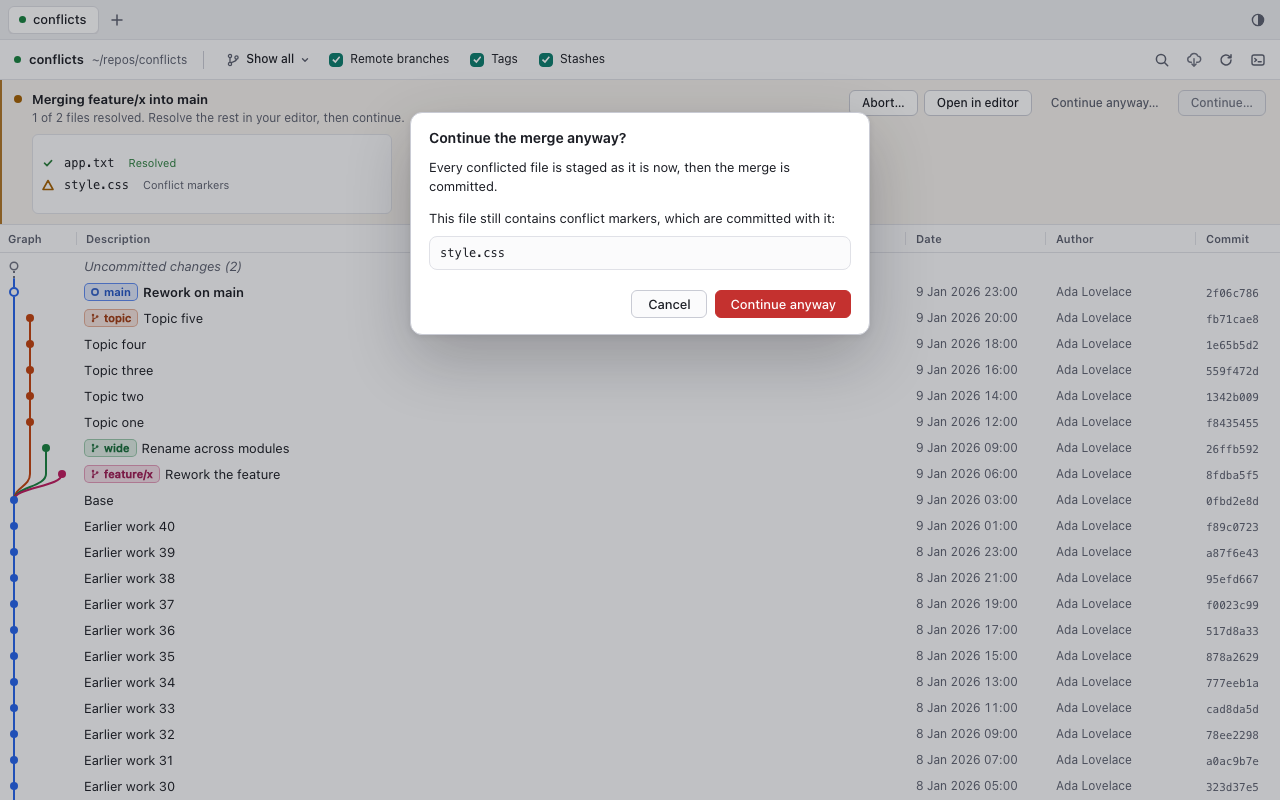 conflicts
conflicts ~/repos/conflicts Show all Remote branches Tags Stashes
Merging feature/x into main
1 of 2 files resolved. Resolve the rest in your editor, then continue.
Abort... Open in editor Continue anyway... Continue...
app.txt Resolved
style.css Conflict markers
Continue the merge anyway?
Every conflicted file is staged as it is now, then the merge is
committed.
This file still contains conflict markers, which are committed with it:
style.css
Cancel Continue anyway
Graph Description Date Author Commit
Uncommitted changes (2)
main Rework on main 9 Jan 2026 23:00 Ada Lovelace 2f06c786
topic Topic five 9 Jan 2026 20:00 Ada Lovelace fb71cae8
Topic four 9 Jan 2026 18:00 Ada Lovelace 1e65b5d2
Topic three 9 Jan 2026 16:00 Ada Lovelace 559f472d
Topic two 9 Jan 2026 14:00 Ada Lovelace 1342b009
Topic one 9 Jan 2026 12:00 Ada Lovelace f8435455
wide Rename across modules 9 Jan 2026 09:00 Ada Lovelace 26ffb592
feature/x Rework the feature 9 Jan 2026 06:00 Ada Lovelace 8fdba5f5
Base 9 Jan 2026 03:00 Ada Lovelace 0fbd2e8d
Earlier work 40 9 Jan 2026 01:00 Ada Lovelace f89c0723
Earlier work 39 8 Jan 2026 23:00 Ada Lovelace a87f6e43
Earlier work 38 8 Jan 2026 21:00 Ada Lovelace 95efd667
Earlier work 37 8 Jan 2026 19:00 Ada Lovelace f0023c99
Earlier work 36 8 Jan 2026 17:00 Ada Lovelace 517d8a33
Earlier work 35 8 Jan 2026 15:00 Ada Lovelace 878a2629
Earlier work 34 8 Jan 2026 13:00 Ada Lovelace 777eeb1a
Earlier work 33 8 Jan 2026 11:00 Ada Lovelace cad8da5d
Earlier work 32 8 Jan 2026 09:00 Ada Lovelace 78ee2298
Earlier work 31 8 Jan 2026 07:00 Ada Lovelace a0ac9b7e
Earlier work 30 8 Jan 2026 05:00 Ada Lovelace 323d37e5